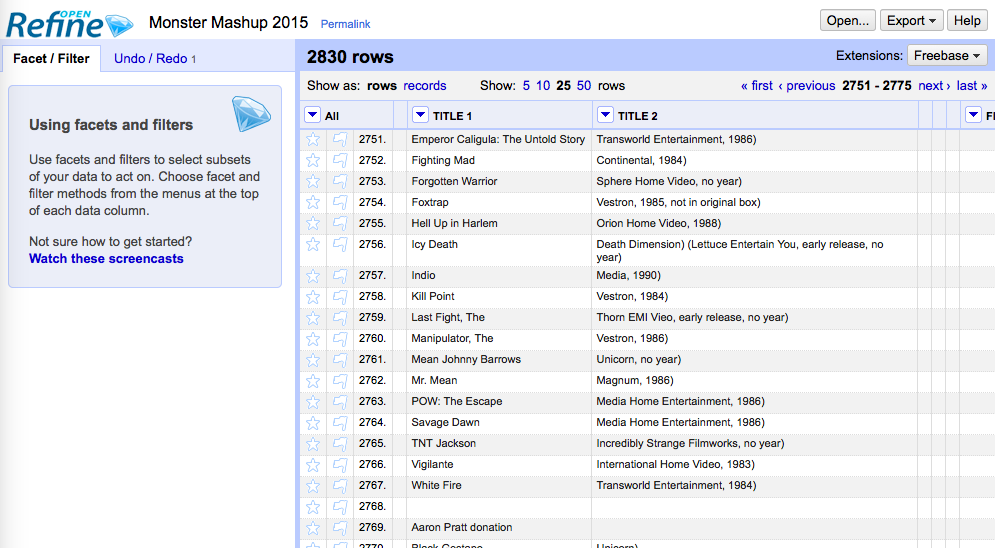 OPEN
Refine
Monster Mashup 2015 Permalink
Open... Export Help
Facet / Filter Undo / Redo 1
2830 rows
Extensions: Freebase
Show as: rows records Show: 5 10 25 50 rows « first ‹ previous 2751 - 2775 next › last »
Using facets and filters
Use facets and filters to select subsets
of your data to act on. Choose facet and
filter methods from the menus at the top
of each data column.
Not sure how to get started?
Watch these screencasts
All TITLE 1 TITLE 2
2751. Emperor Caligula: The Untold Story Transworld Entertainment, 1986)
2752. Fighting Mad Continental, 1984)
2753. Forgotten Warrior Sphere Home Video, no year)
2754. Foxtrap Vestron, 1985, not in original box)
2755. Hell Up in Harlem Orion Home Video, 1988)
2756. Icy Death Death Dimension) (Lettuce Entertain You, early release, no
year)
2757. Indio Media, 1990)
2758. Kill Point Vestron, 1984)
2759. Last Fight, The Thorn EMI Vieo, early release, no year)
2760. Manipulator, The Vestron, 1986)
2761. Mean Johnny Barrows Unicorn, no year)
2762. Mr. Mean Magnum, 1986)
2763. POW: The Escape Media Home Entertainment, 1986)
2764. Savage Dawn Media Home Entertainment, 1986)
2765. TNT Jackson Incredibly Strange Filmworks, no year)
2766. Vigilante International Home Video, 1983)
2767. White Fire Transworld Entertainment, 1984)
2768.
2769. Aaron Pratt donation